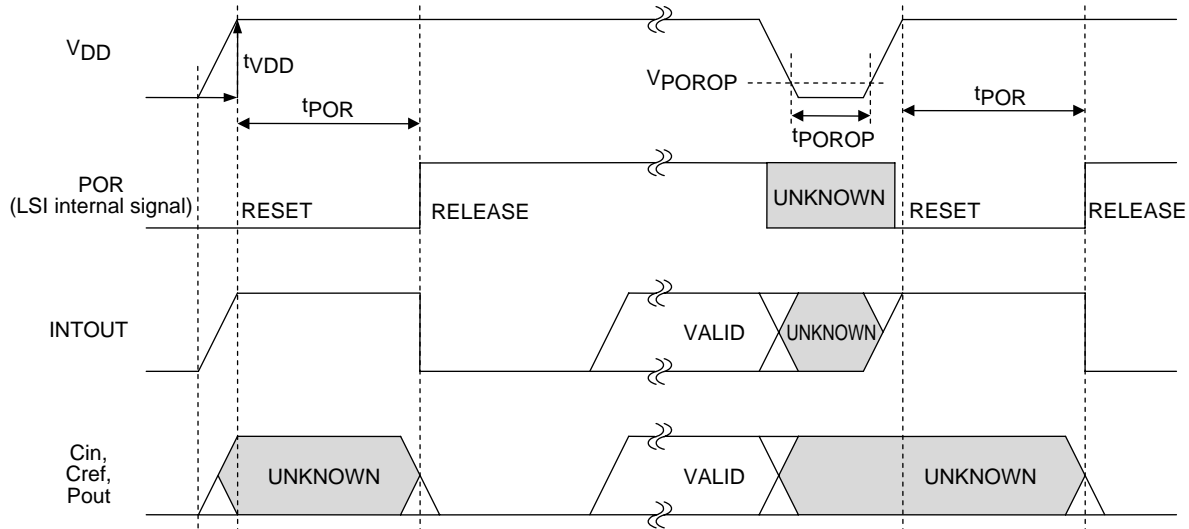 VDD
tVDD
tPOR
VPOROP
tPOROP
tPOR
POR
(LSI internal signal)
RESET
RELEASE
UNKNOWN
RESET
RELEASE
INTOUT
VALID
UNKNOWN
Cin,
Cref,
Pout
UNKNOWN
VALID
UNKNOWN